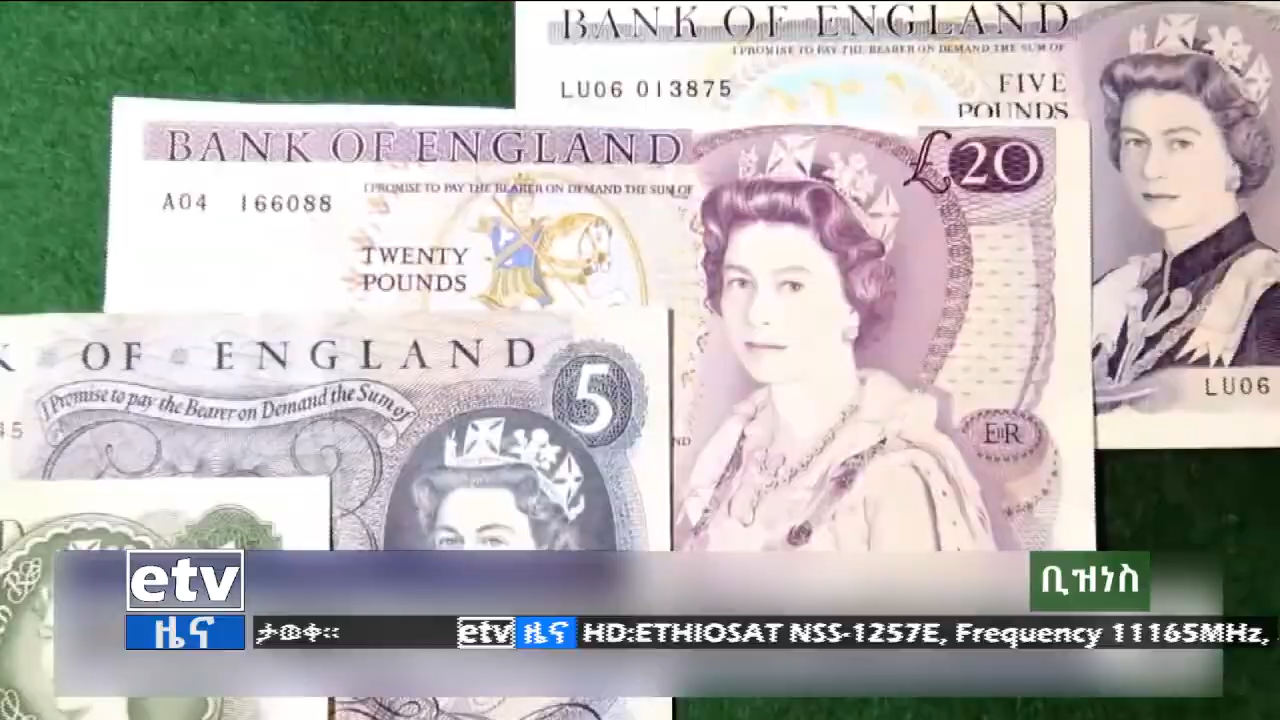 BANK OF ENGLAND
I PROMISE TO PAY THE BEARER ON DEMAND THE SUM OF
LU06 013875
FIVE
POUNDS
LU06
BANK OF ENGLAND
£20
I PROMISE TO PAY THE BEARER ON DEMAND THE SUM OF
A04 166088
TWENTY
POUNDS
EIIR
K OF ENGLAND
5
I Promise to pay the Bearer on Demand the Sum of
45
etv
ቢዝነስ
ዜና
ታወቀ።
etv ዜና HD:ETHIOSAT NSS-1257E, Frequency 11165MHz,